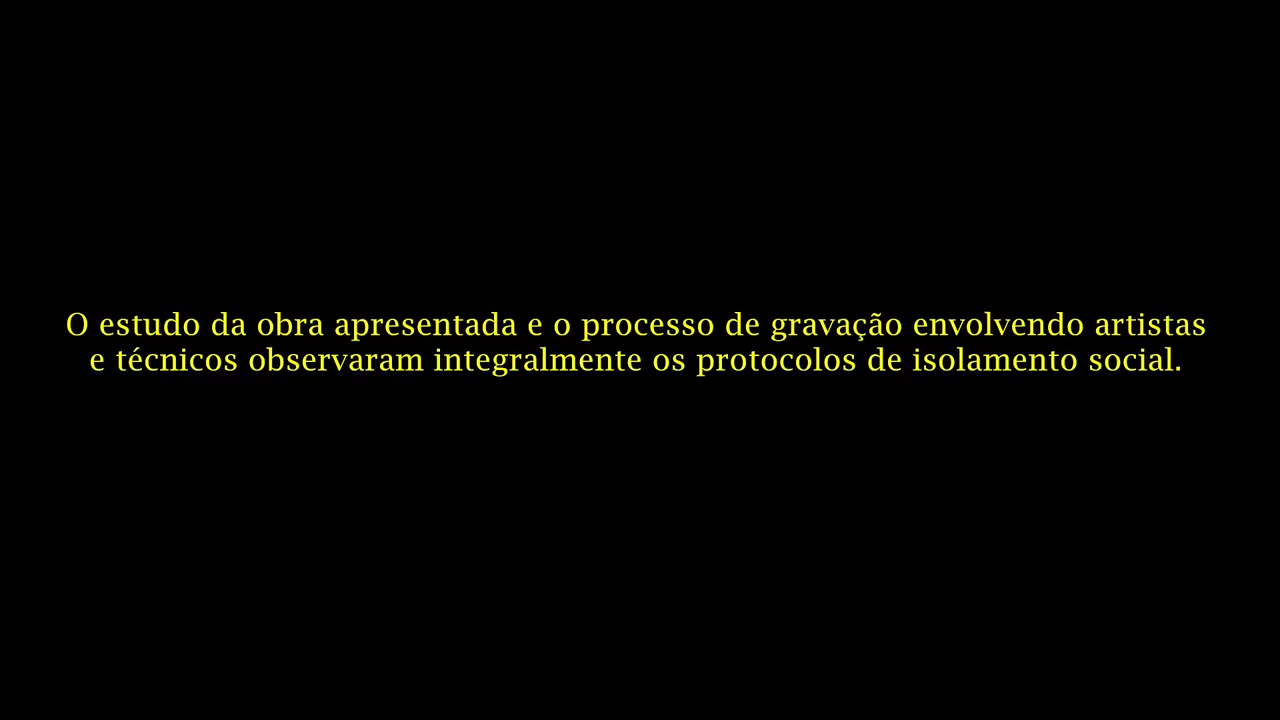 O estudo da obra apresentada e o processo de gravação envolvendo artistas
e técnicos observaram integralmente os protocolos de isolamento social.